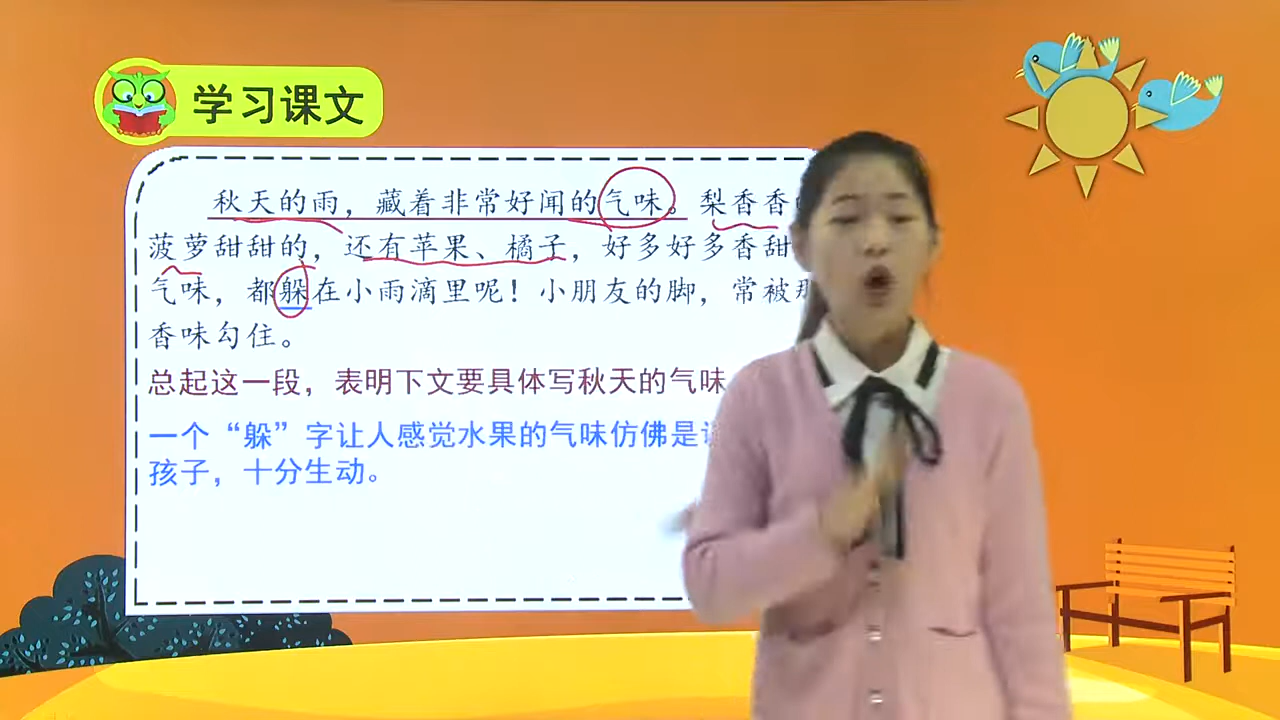 学习课文
秋天的雨，藏着非常好闻的气味。梨香香
菠萝甜甜的，还有苹果、橘子，好多好多香甜
气味，都躲在小雨滴里呢！小朋友的脚，常被
香味勾住。
总起这一段，表明下文要具体写秋天的气味
一个“躲”字让人感觉水果的气味仿佛是
孩子，十分生动。